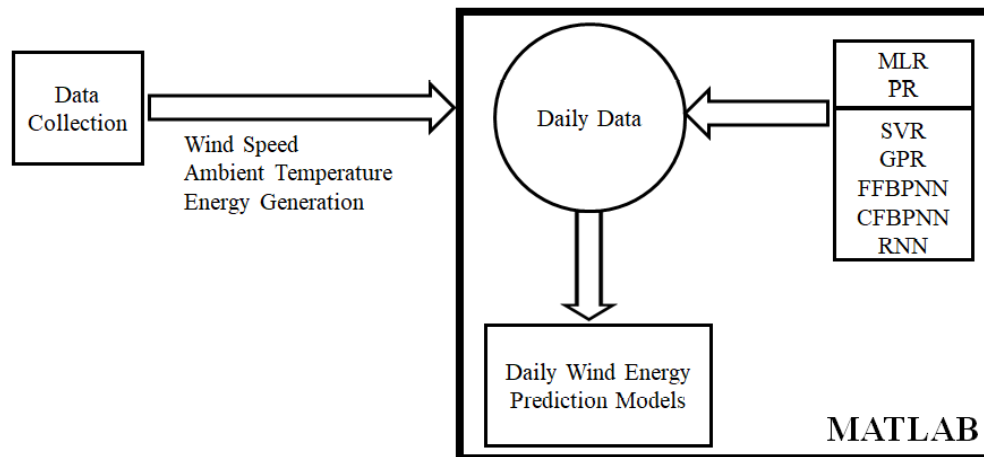 Data
Collection
Wind Speed
Ambient Temperature
Energy Generation
Daily Data
MLR
PR
SVR
GPR
FFBPNN
CFBPNN
RNN
Daily Wind Energy
Prediction Models
MATLAB